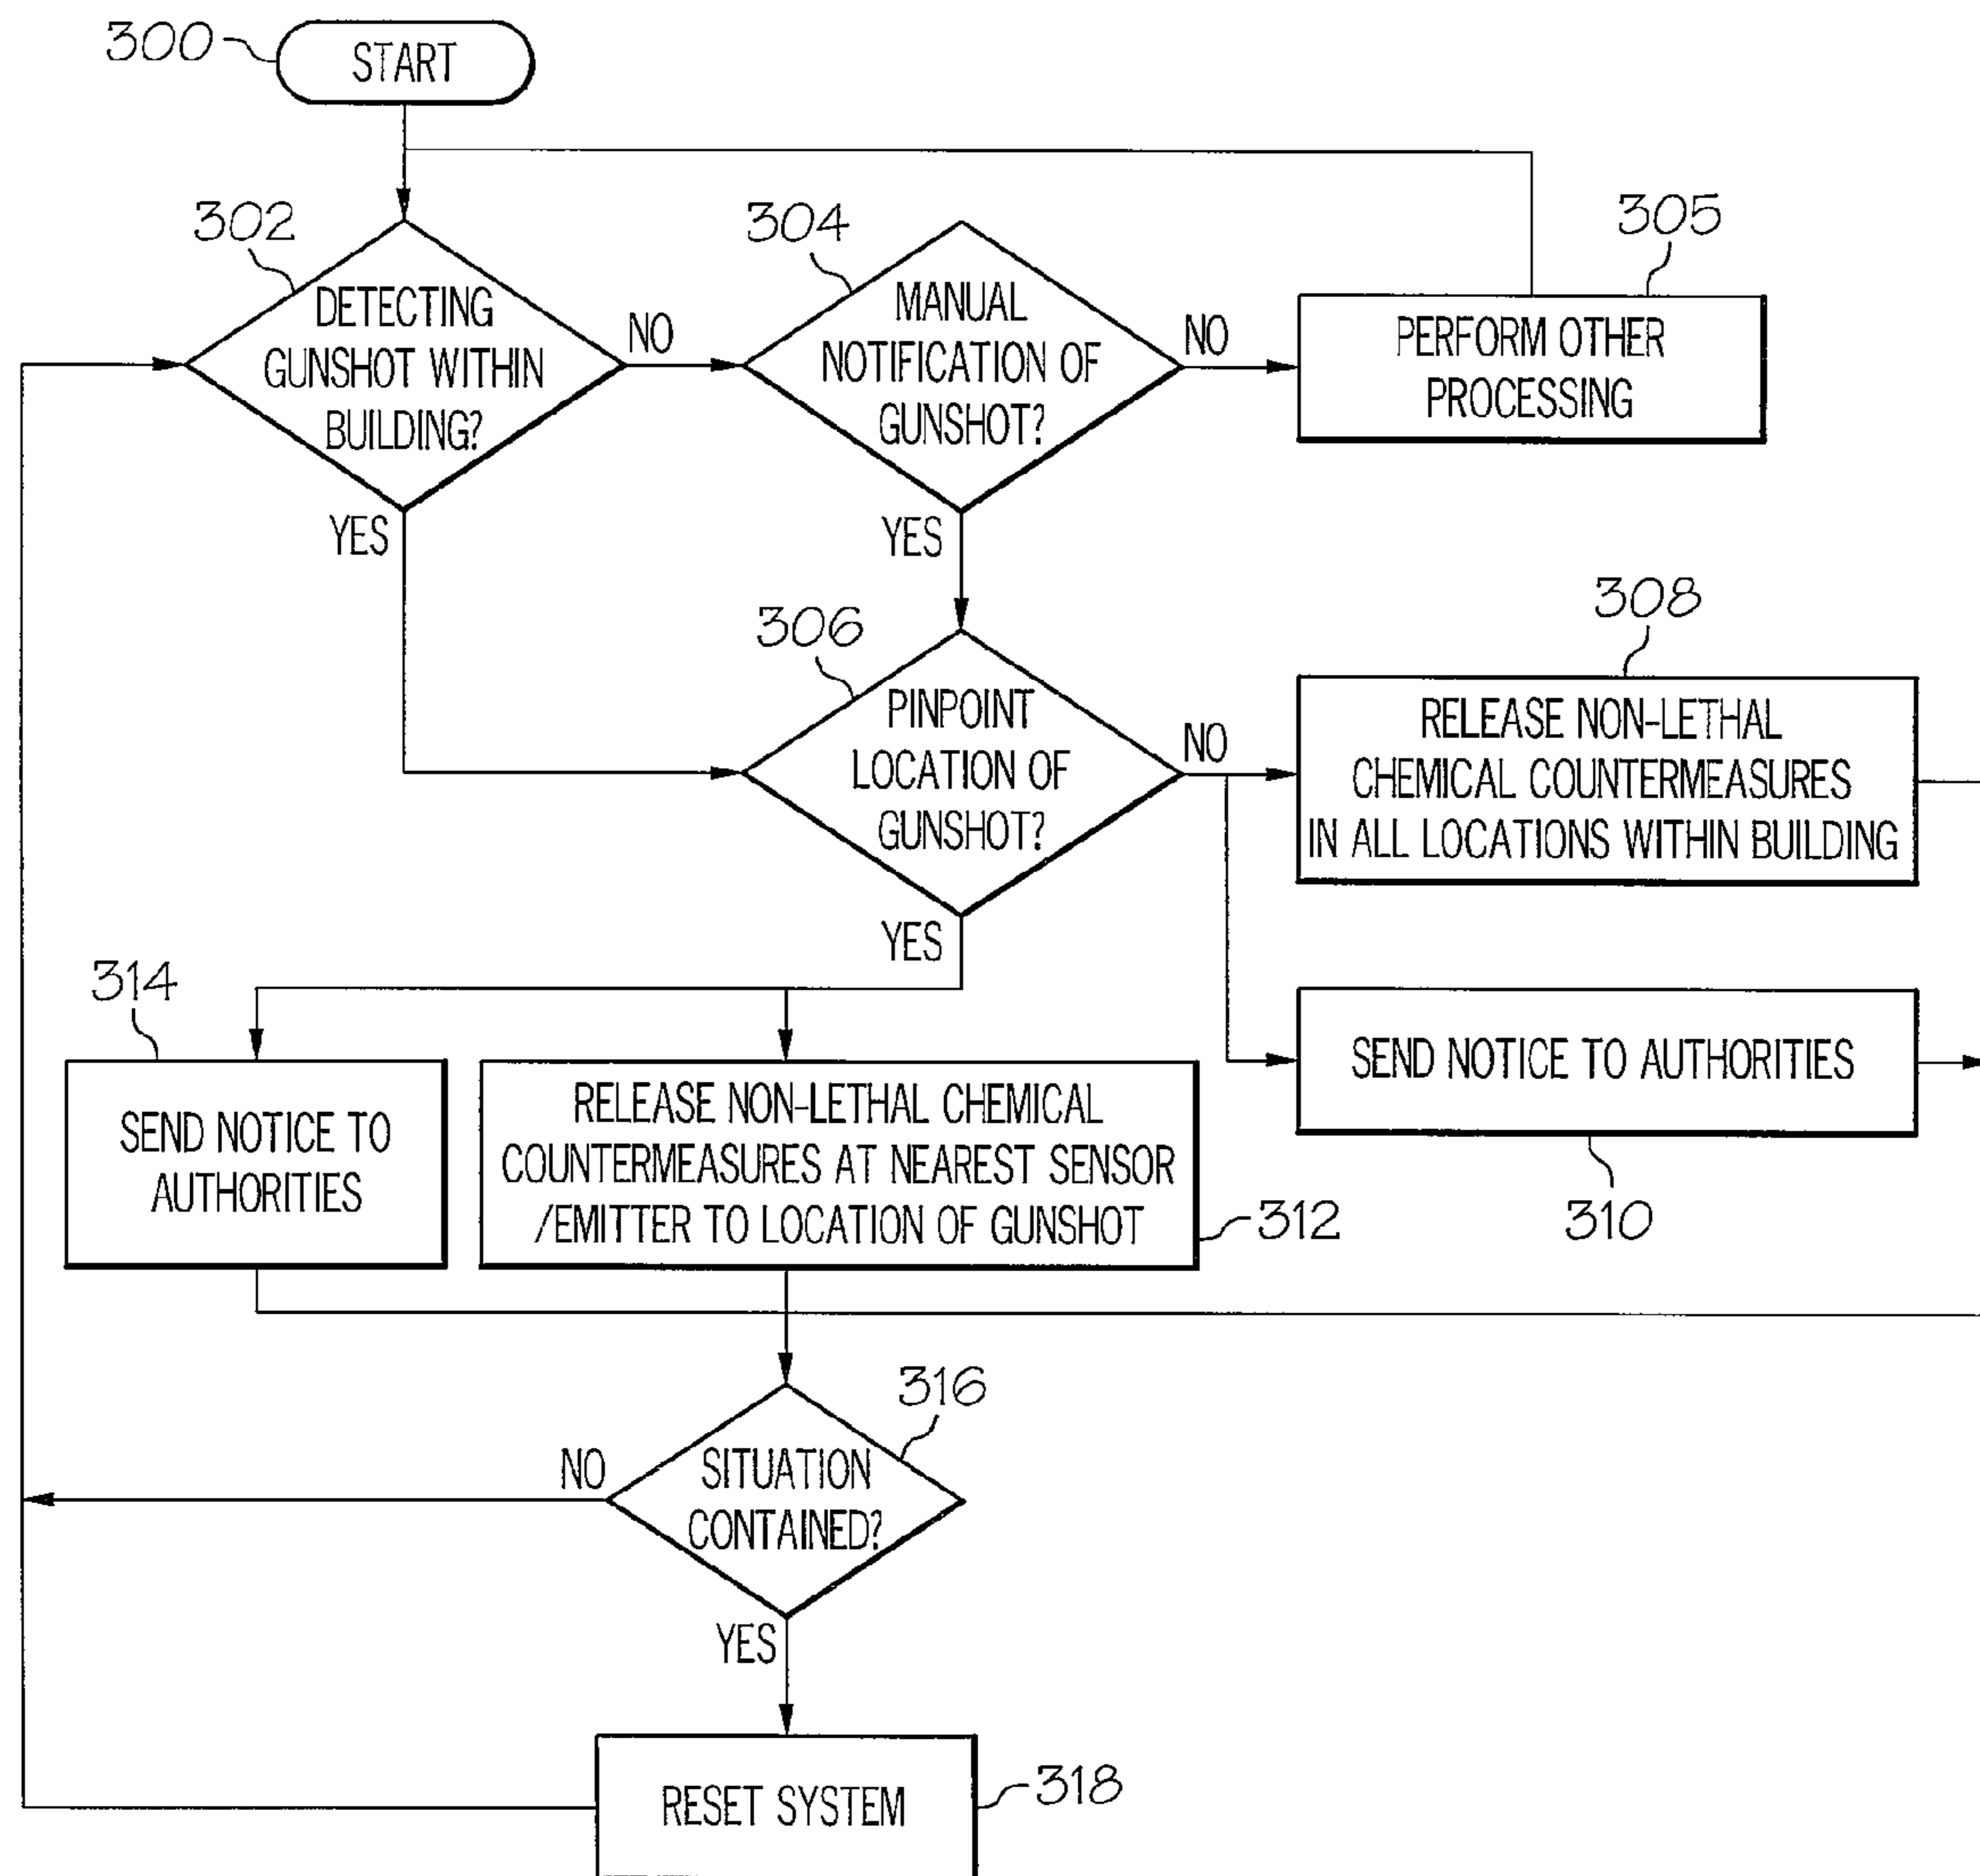 300
START
302
304
305
DETECTING
GUNSHOT WITHIN
BUILDING?
NO
MANUAL
NOTIFICATION OF
GUNSHOT?
NO
PERFORM OTHER
PROCESSING
YES
YES
306
308
PINPOINT
LOCATION OF
GUNSHOT?
NO
RELEASE NON-LETHAL
CHEMICAL COUNTERMEASURES
IN ALL LOCATIONS WITHIN BUILDING
YES
314
SEND NOTICE TO
AUTHORITIES
RELEASE NON-LETHAL CHEMICAL
COUNTERMEASURES AT NEAREST SENSOR
/EMITTER TO LOCATION OF GUNSHOT
312
SEND NOTICE TO AUTHORITIES
310
316
NO
SITUATION
CONTAINED?
YES
RESET SYSTEM
318